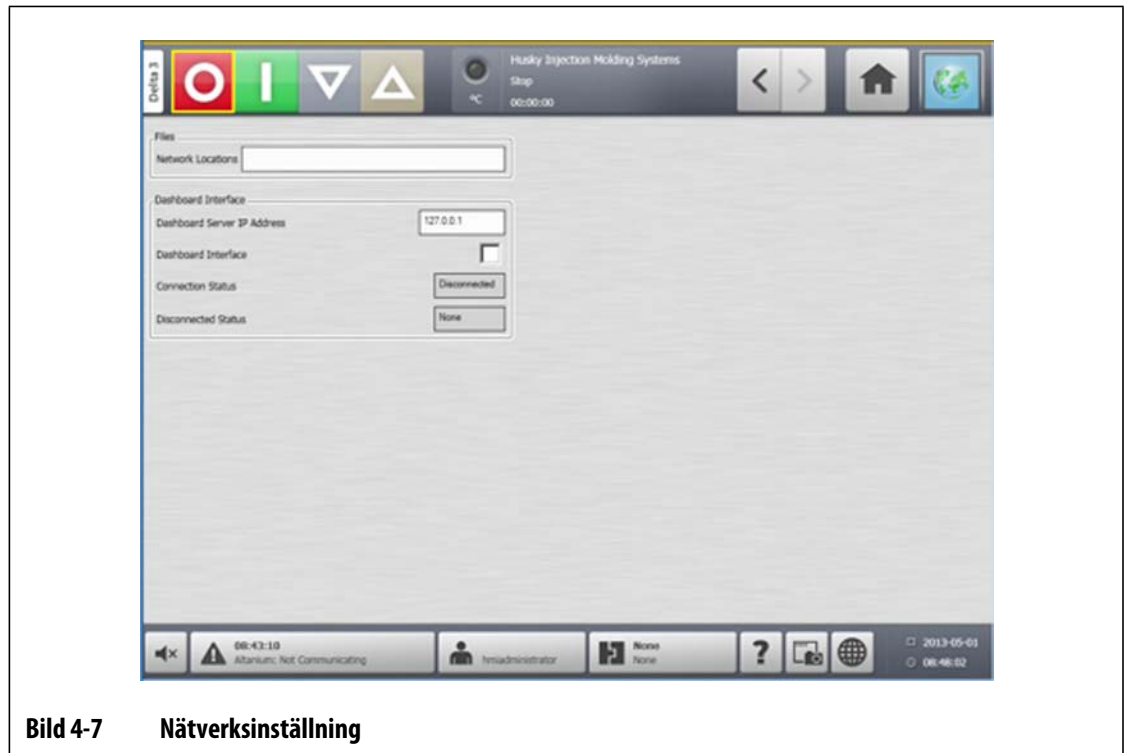 Delta 3
Husky Injection Molding Systems
Stop
°C
00:00:00
Files
Network Locations
Dashboard Interface
Dashboard Server IP Address 127.0.0.1
Dashboard Interface
Connection Status Disconnected
Disconnected Status None
08:43:10
Altanium: Not Communicating
hmiadministrator
None
None
?
2013-05-01
08:48:02
Bild 4-7 Nätverksinställning